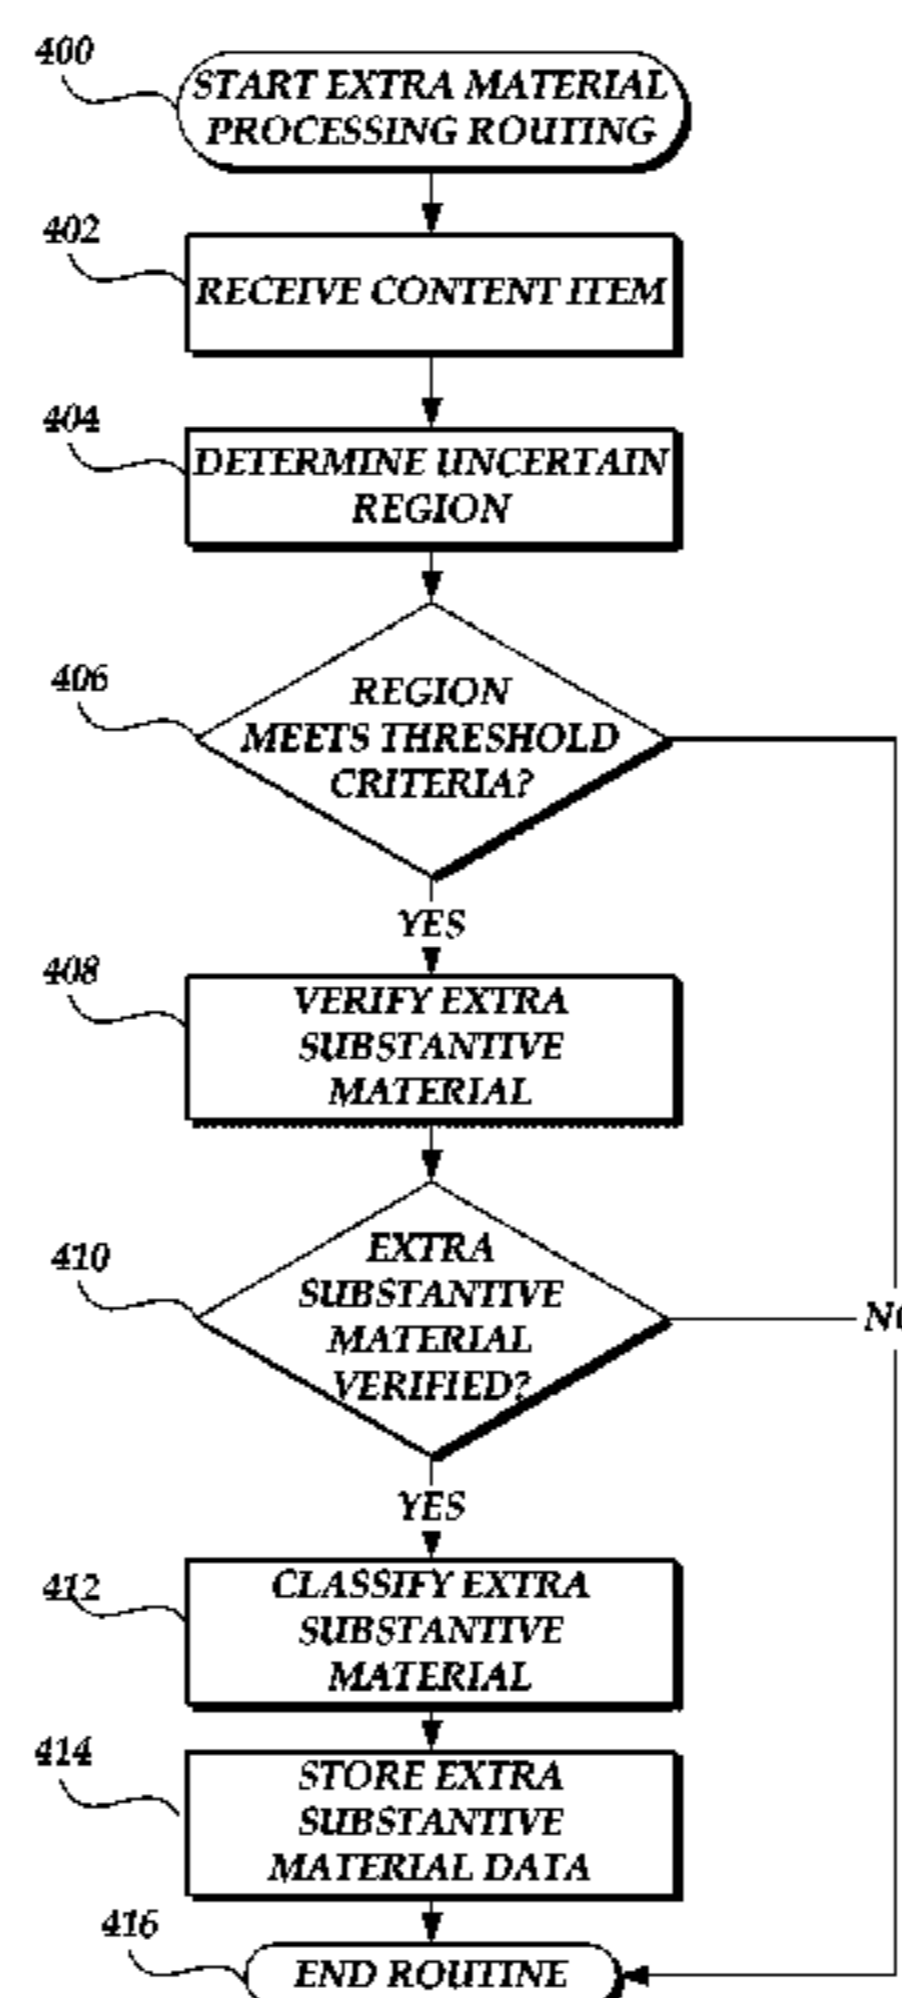 400
START EXTRA MATERIAL
PROCESSING ROUTING
402
RECEIVE CONTENT ITEM
404
DETERMINE UNCERTAIN
REGION
406
REGION
MEETS THRESHOLD
CRITERIA?
YES
408
VERIFY EXTRA
SUBSTANTIVE
MATERIAL
410
EXTRA
SUBSTANTIVE
MATERIAL
VERIFIED?
NO
YES
412
CLASSIFY EXTRA
SUBSTANTIVE
MATERIAL
414
STORE EXTRA
SUBSTANTIVE
MATERIAL DATA
416
END ROUTINE